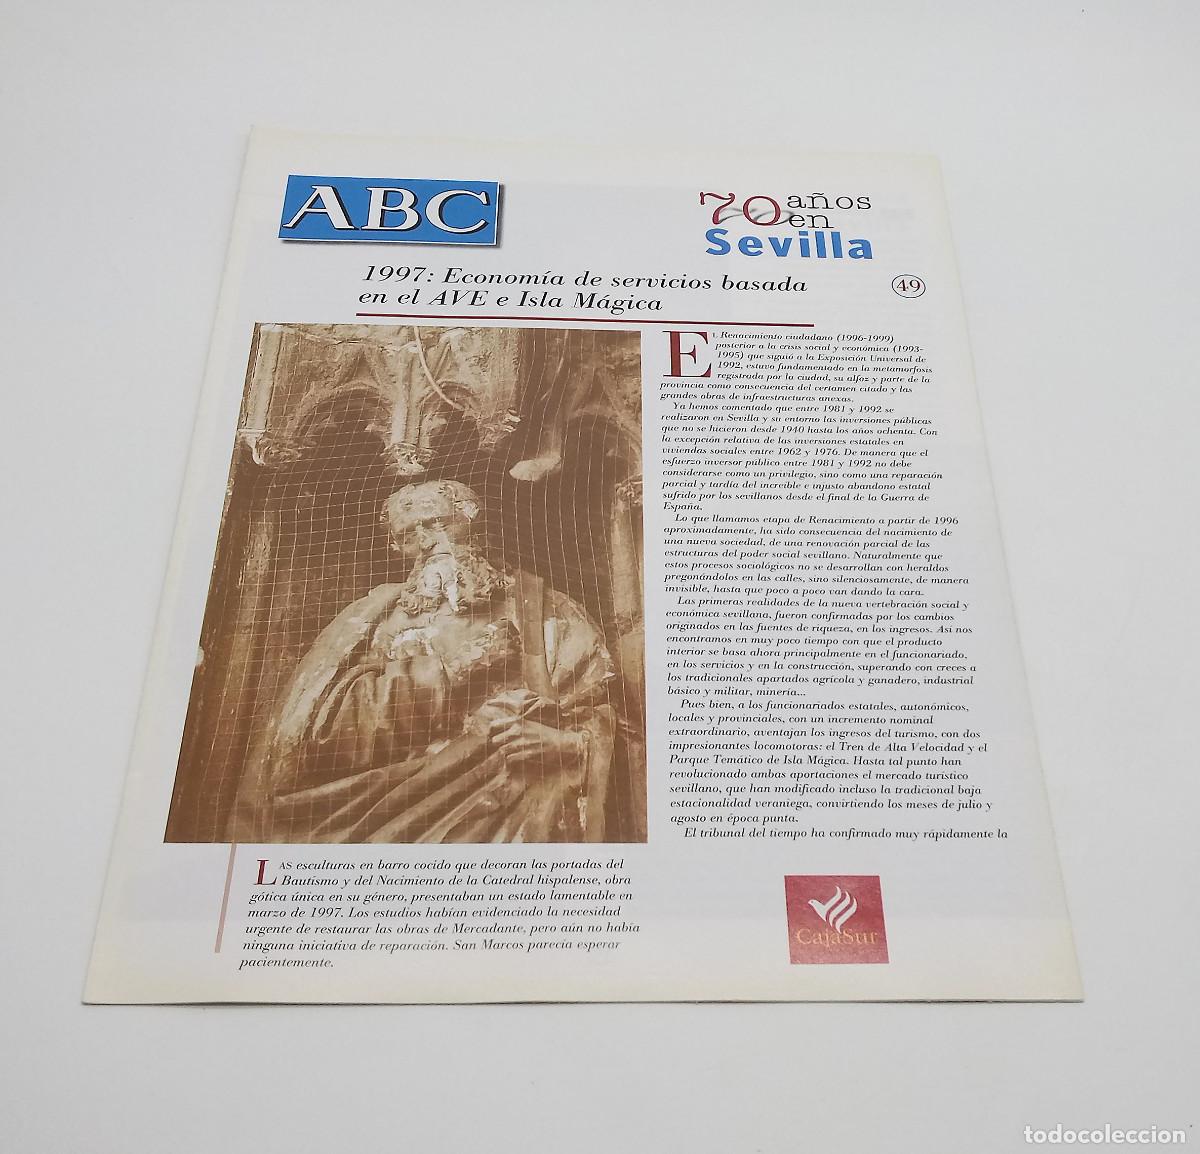 ABC
70 años
en
Sevilla
1997: Economía de servicios basada
en el AVE e Isla Mágica
49
EL Renacimiento ciudadano (1996-1999)
posterior a la crisis social y económica (1993-
1995) que siguió a la Exposición Universal de
1992, estuvo fundamentado en la metamorfosis
registrada por la ciudad, su alfoz y parte de la
provincia como consecuencia del certamen citado y las
grandes obras de infraestructuras anexas.
Ya hemos comentado que entre 1981 y 1992 se
realizaron en Sevilla y su entorno las inversiones públicas
que no se hicieron desde 1940 hasta los años ochenta. Con
la excepción relativa de las inversiones estatales en
viviendas sociales entre 1962 y 1976. De manera que el
esfuerzo inversor público entre 1981 y 1992 no debe
considerarse como un privilegio, sino como una reparación
parcial y tardía del increíble e injusto abandono estatal
sufrido por los sevillanos desde el final de la Guerra de
España.
Lo que llamamos etapa de Renacimiento a partir de 1996
aproximadamente, ha sido consecuencia del nacimiento de
una nueva sociedad, de una renovación parcial de las
estructuras del poder social sevillano. Naturalmente que
estos procesos sociológicos no se desarrollan con heraldos
pregonándolos en las calles, sino silenciosamente, de manera
invisible, hasta que poco a poco van dando la cara.
Las primeras realidades de la nueva vertebración social y
económica sevillana, fueron confirmadas por los cambios
originados en las fuentes de riqueza, en los ingresos. Así nos
encontramos en muy poco tiempo con que el producto
interior se basa ahora principalmente en el funcionariado,
en los servicios y en la construcción, superando con creces a
los tradicionales apartados agrícola y ganadero, industrial
básico y militar, minería...
Pues bien, a los funcionariados estatales, autonómicos,
locales y provinciales, con un incremento nominal
extraordinario, aventajan los ingresos del turismo, con dos
impresionantes locomotoras: el Tren de Alta Velocidad y el
Parque Temático de Isla Mágica. Hasta tal punto han
revolucionado ambas aportaciones el mercado turístico
sevillano, que han modificado incluso la tradicional baja
estacionalidad veraniega, convirtiendo los meses de julio y
agosto en época punta.
El tribunal del tiempo ha confirmado muy rápidamente la
LAS esculturas en barro cocido que decoran las portadas del
Bautismo y del Nacimiento de la Catedral hispalense, obra
gótica única en su género, presentaban un estado lamentable en
marzo de 1997. Los estudios habían evidenciado la necesidad
urgente de restaurar las obras de Mercadante, pero aún no había
ninguna iniciativa de reparación. San Marcos parecía esperar
pacientemente.
CajaSur
todocoleccion